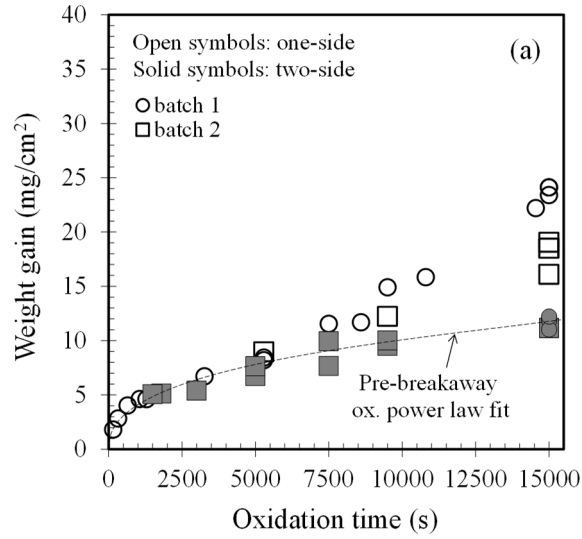 40
35
30
25
20
15
10
5
0
Weight gain (mg/cm²)
Open symbols: one-side
Solid symbols: two-side
(a)
batch 1
batch 2
Pre-breakaway
ox. power law fit
0 2500 5000 7500 10000 12500 15000
Oxidation time (s)